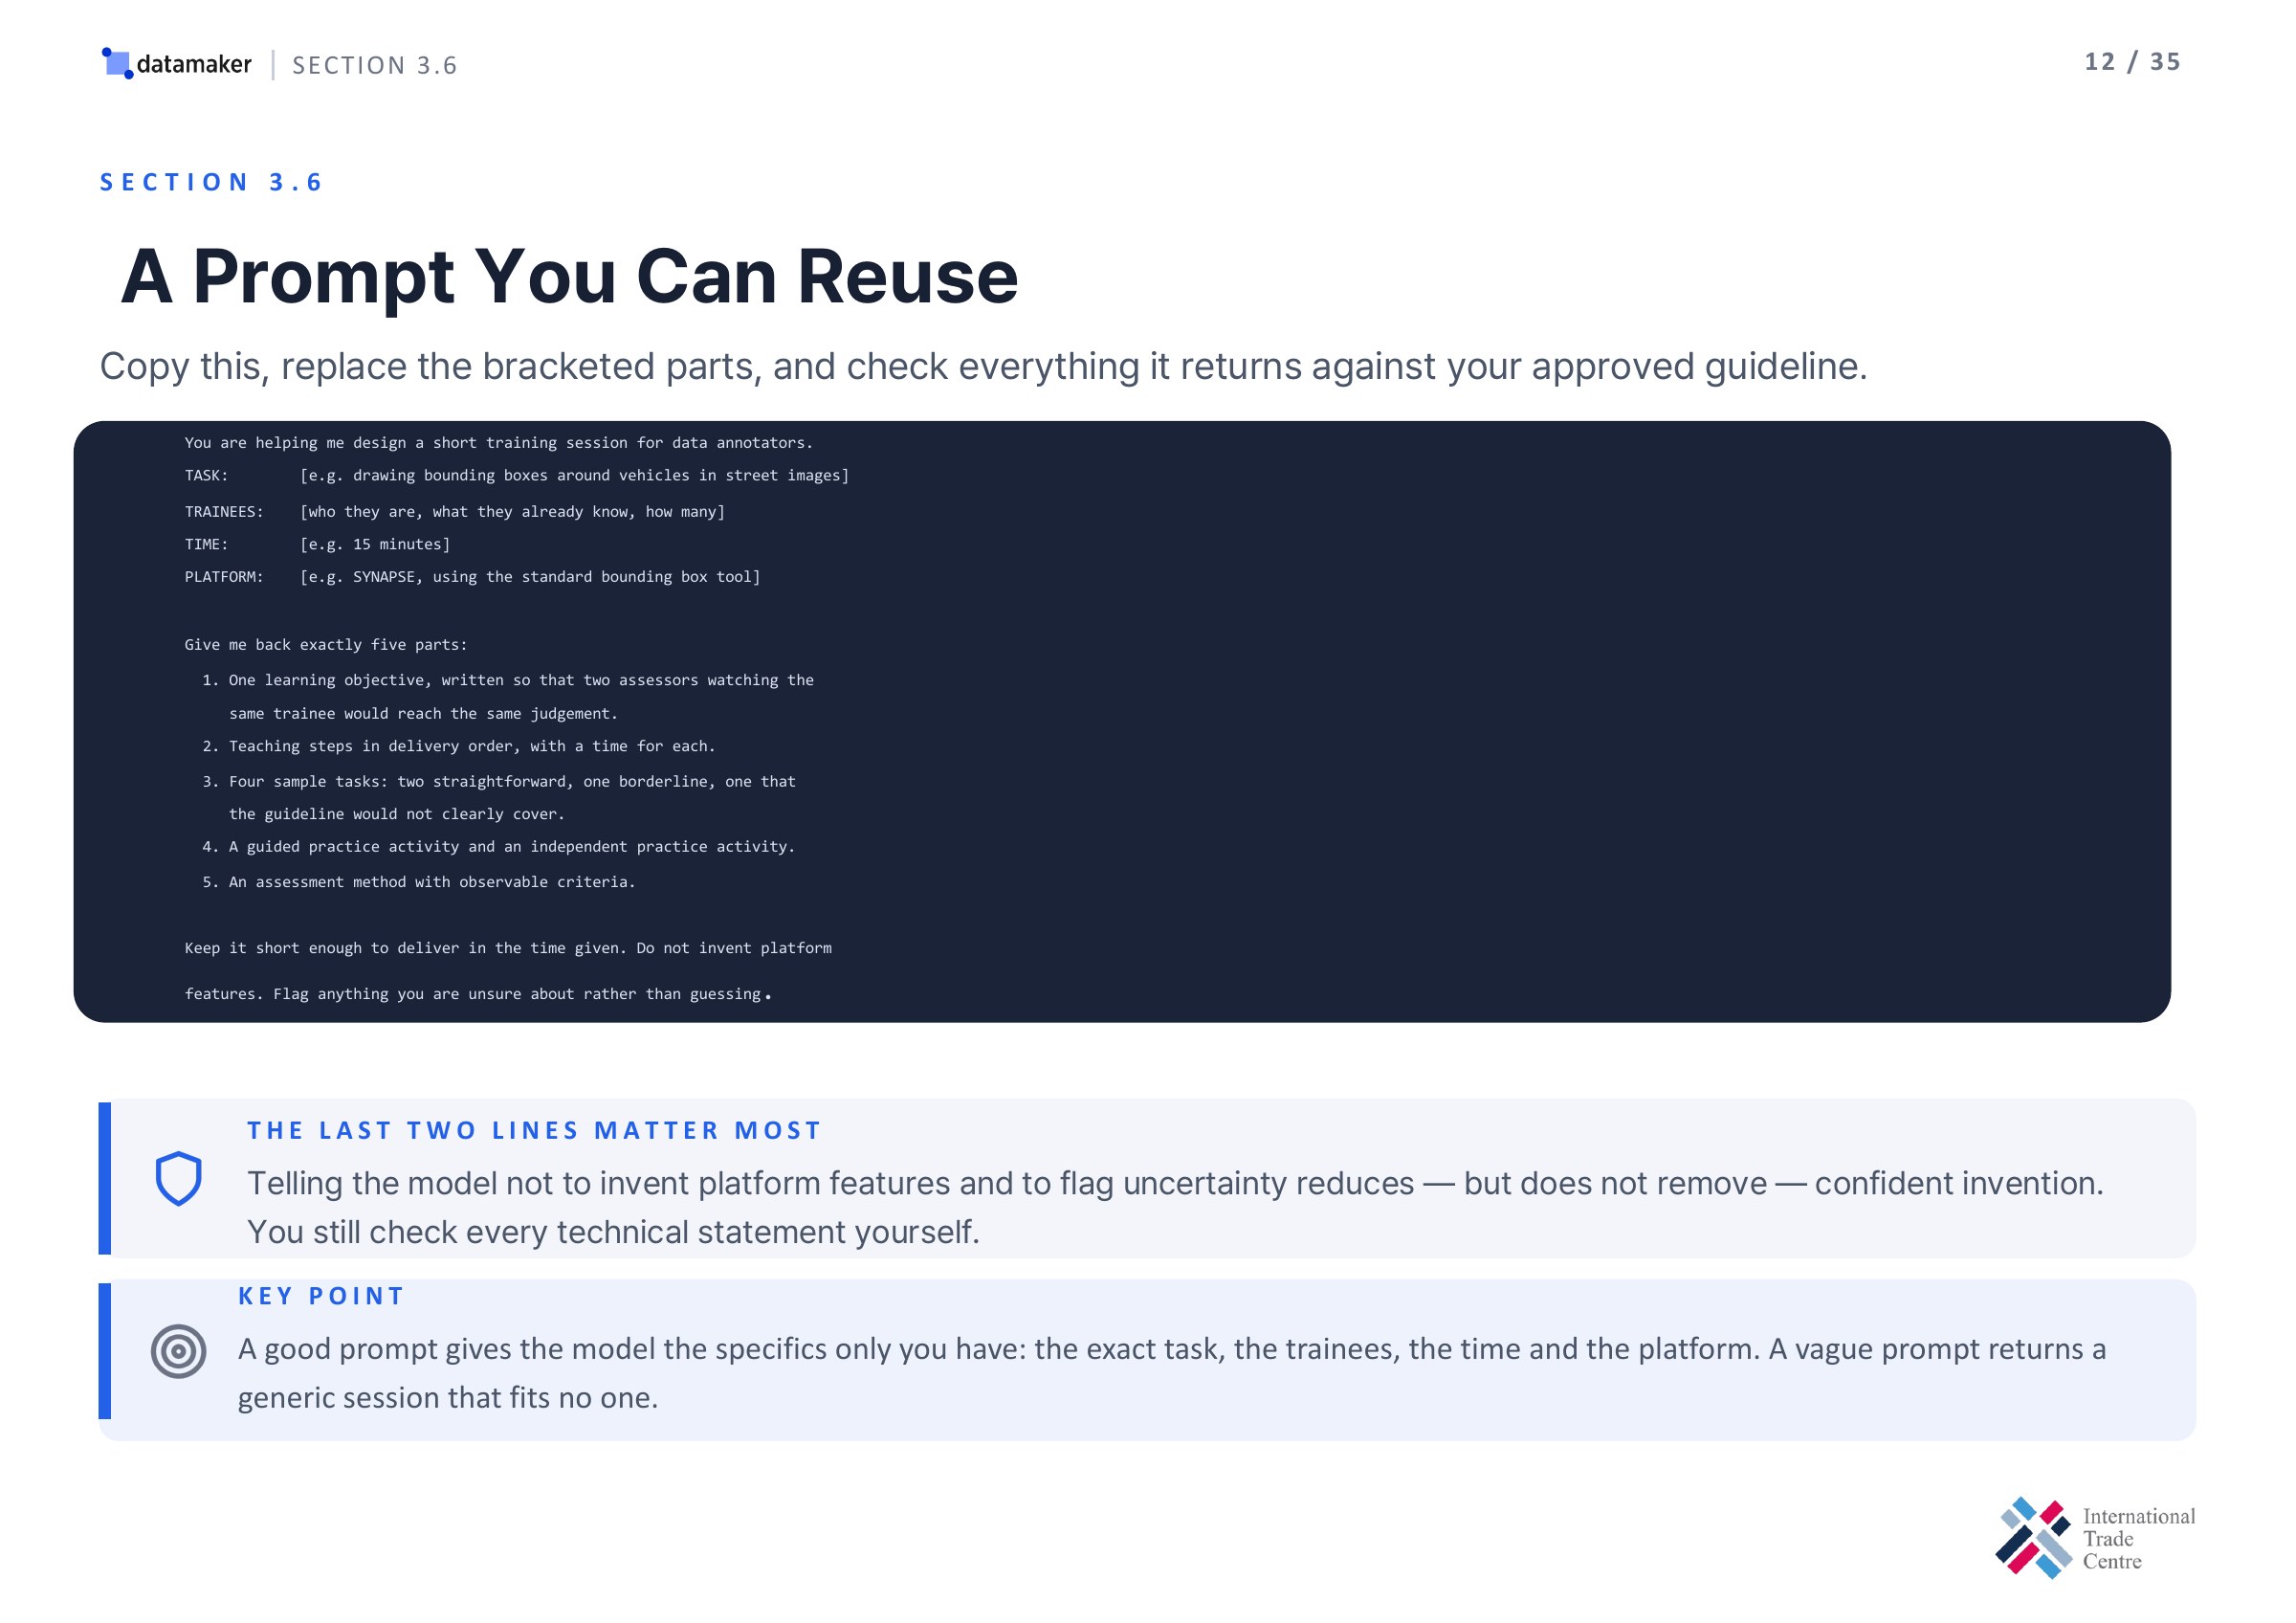 datamaker | SECTION 3.6
12 / 35
SECTION 3.6
A Prompt You Can Reuse
Copy this, replace the bracketed parts, and check everything it returns against your approved guideline.
You are helping me design a short training session for data annotators.
TASK: [e.g. drawing bounding boxes around vehicles in street images]
TRAINEES: [who they are, what they already know, how many]
TIME: [e.g. 15 minutes]
PLATFORM: [e.g. SYNAPSE, using the standard bounding box tool]
Give me back exactly five parts:
1. One learning objective, written so that two assessors watching the
same trainee would reach the same judgement.
2. Teaching steps in delivery order, with a time for each.
3. Four sample tasks: two straightforward, one borderline, one that
the guideline would not clearly cover.
4. A guided practice activity and an independent practice activity.
5. An assessment method with observable criteria.
Keep it short enough to deliver in the time given. Do not invent platform
features. Flag anything you are unsure about rather than guessing.
THE LAST TWO LINES MATTER MOST
Telling the model not to invent platform features and to flag uncertainty reduces — but does not remove — confident invention.
You still check every technical statement yourself.
KEY POINT
A good prompt gives the model the specifics only you have: the exact task, the trainees, the time and the platform. A vague prompt returns a
generic session that fits no one.
International
Trade
Centre